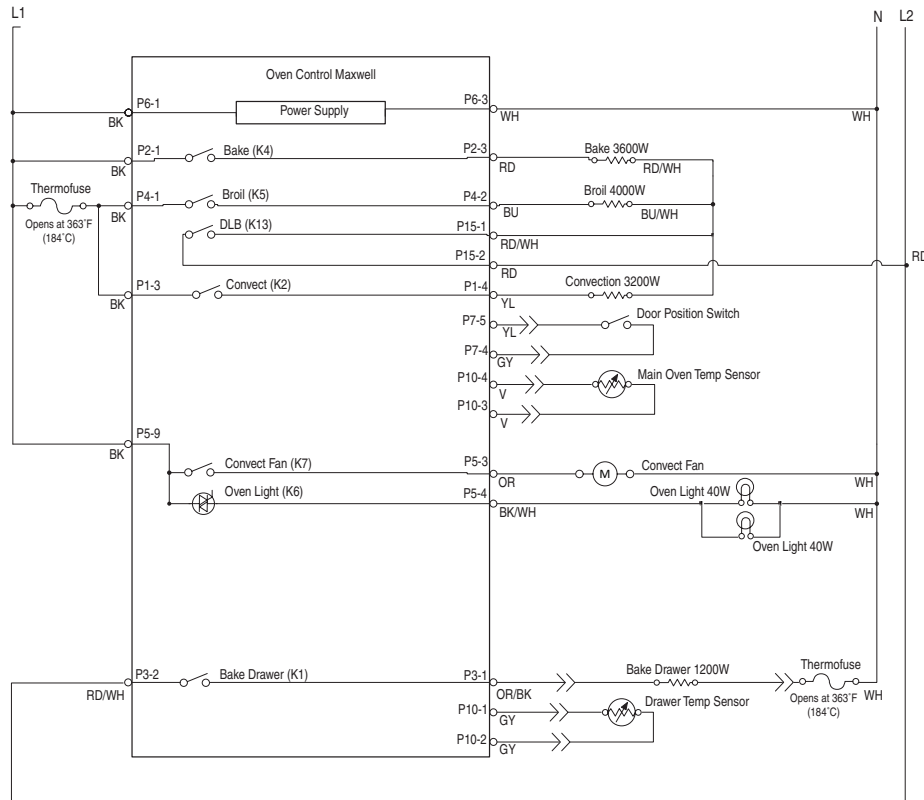 L1
N L2
Oven Control Maxwell
P6-1
Power Supply
P6-3
BK
WH
WH
P2-1
Bake (K4)
P2-3
Bake 3600W
BK
RD
RD/WH
Thermofuse
P4-1
Broil (K5)
P4-2
Broil 4000W
BK
BU
BU/WH
Opens at 363˚F
(184˚C)
DLB (K13)
P15-1
RD/WH
P15-2
RD
RD
P1-3
Convect (K2)
P1-4
Convection 3200W
BK
YL
P7-5
YL
Door Position Switch
P7-4
GY
P10-4
V
Main Oven Temp Sensor
P10-3
V
P5-9
BK
Convect Fan (K7)
P5-3
M
Convect Fan
OR
WH
Oven Light (K6)
P5-4
Oven Light 40W
BK/WH
WH
Oven Light 40W
P3-2
Bake Drawer (K1)
P3-1
Bake Drawer 1200W
Thermofuse
RD/WH
OR/BK
WH
Opens at 363˚F
(184˚C)
P10-1
GY
Drawer Temp Sensor
P10-2
GY